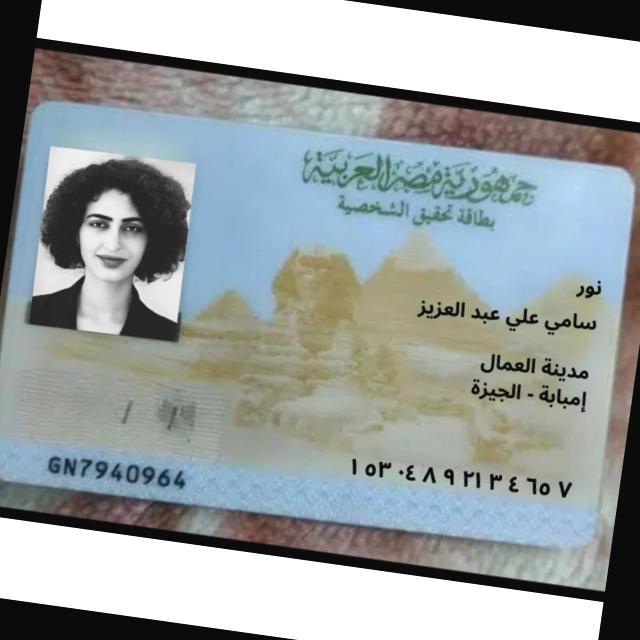 جمهورية مصر العربية
بطاقة تحقيق الشخصية
نور
سامي علي عبد العزيز
مدينة العمال
إمبابة - الجيزة
١٥٣٠٤٨٩٢١٣٤٦٥٧
GN7940964